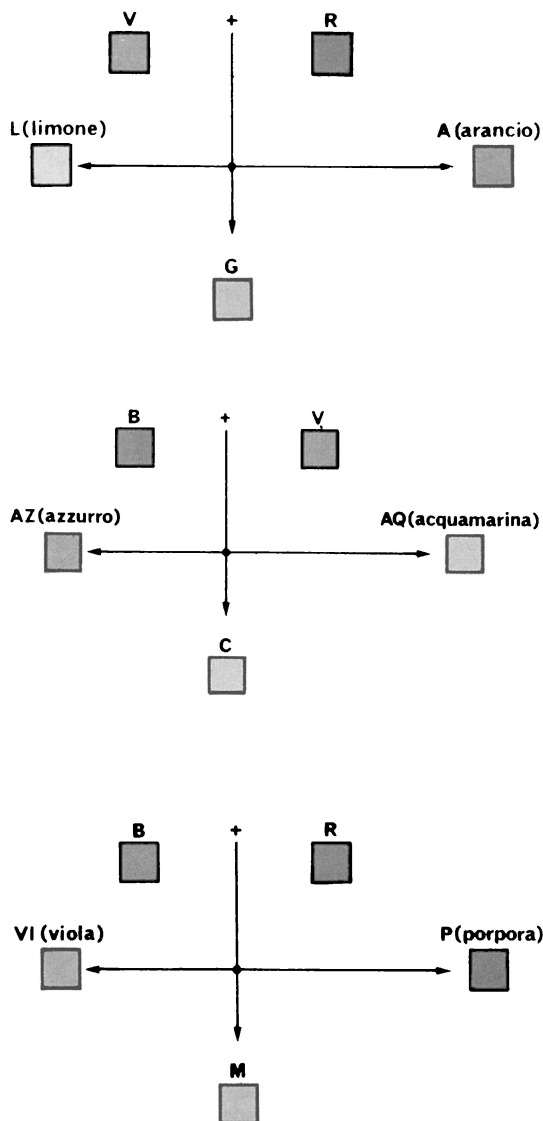 V + R
L(limone) A (arancio)
G
B + V
AZ(azzurro) AQ(acquamarina)
C
B + R
VI (viola) P(porpora)
M